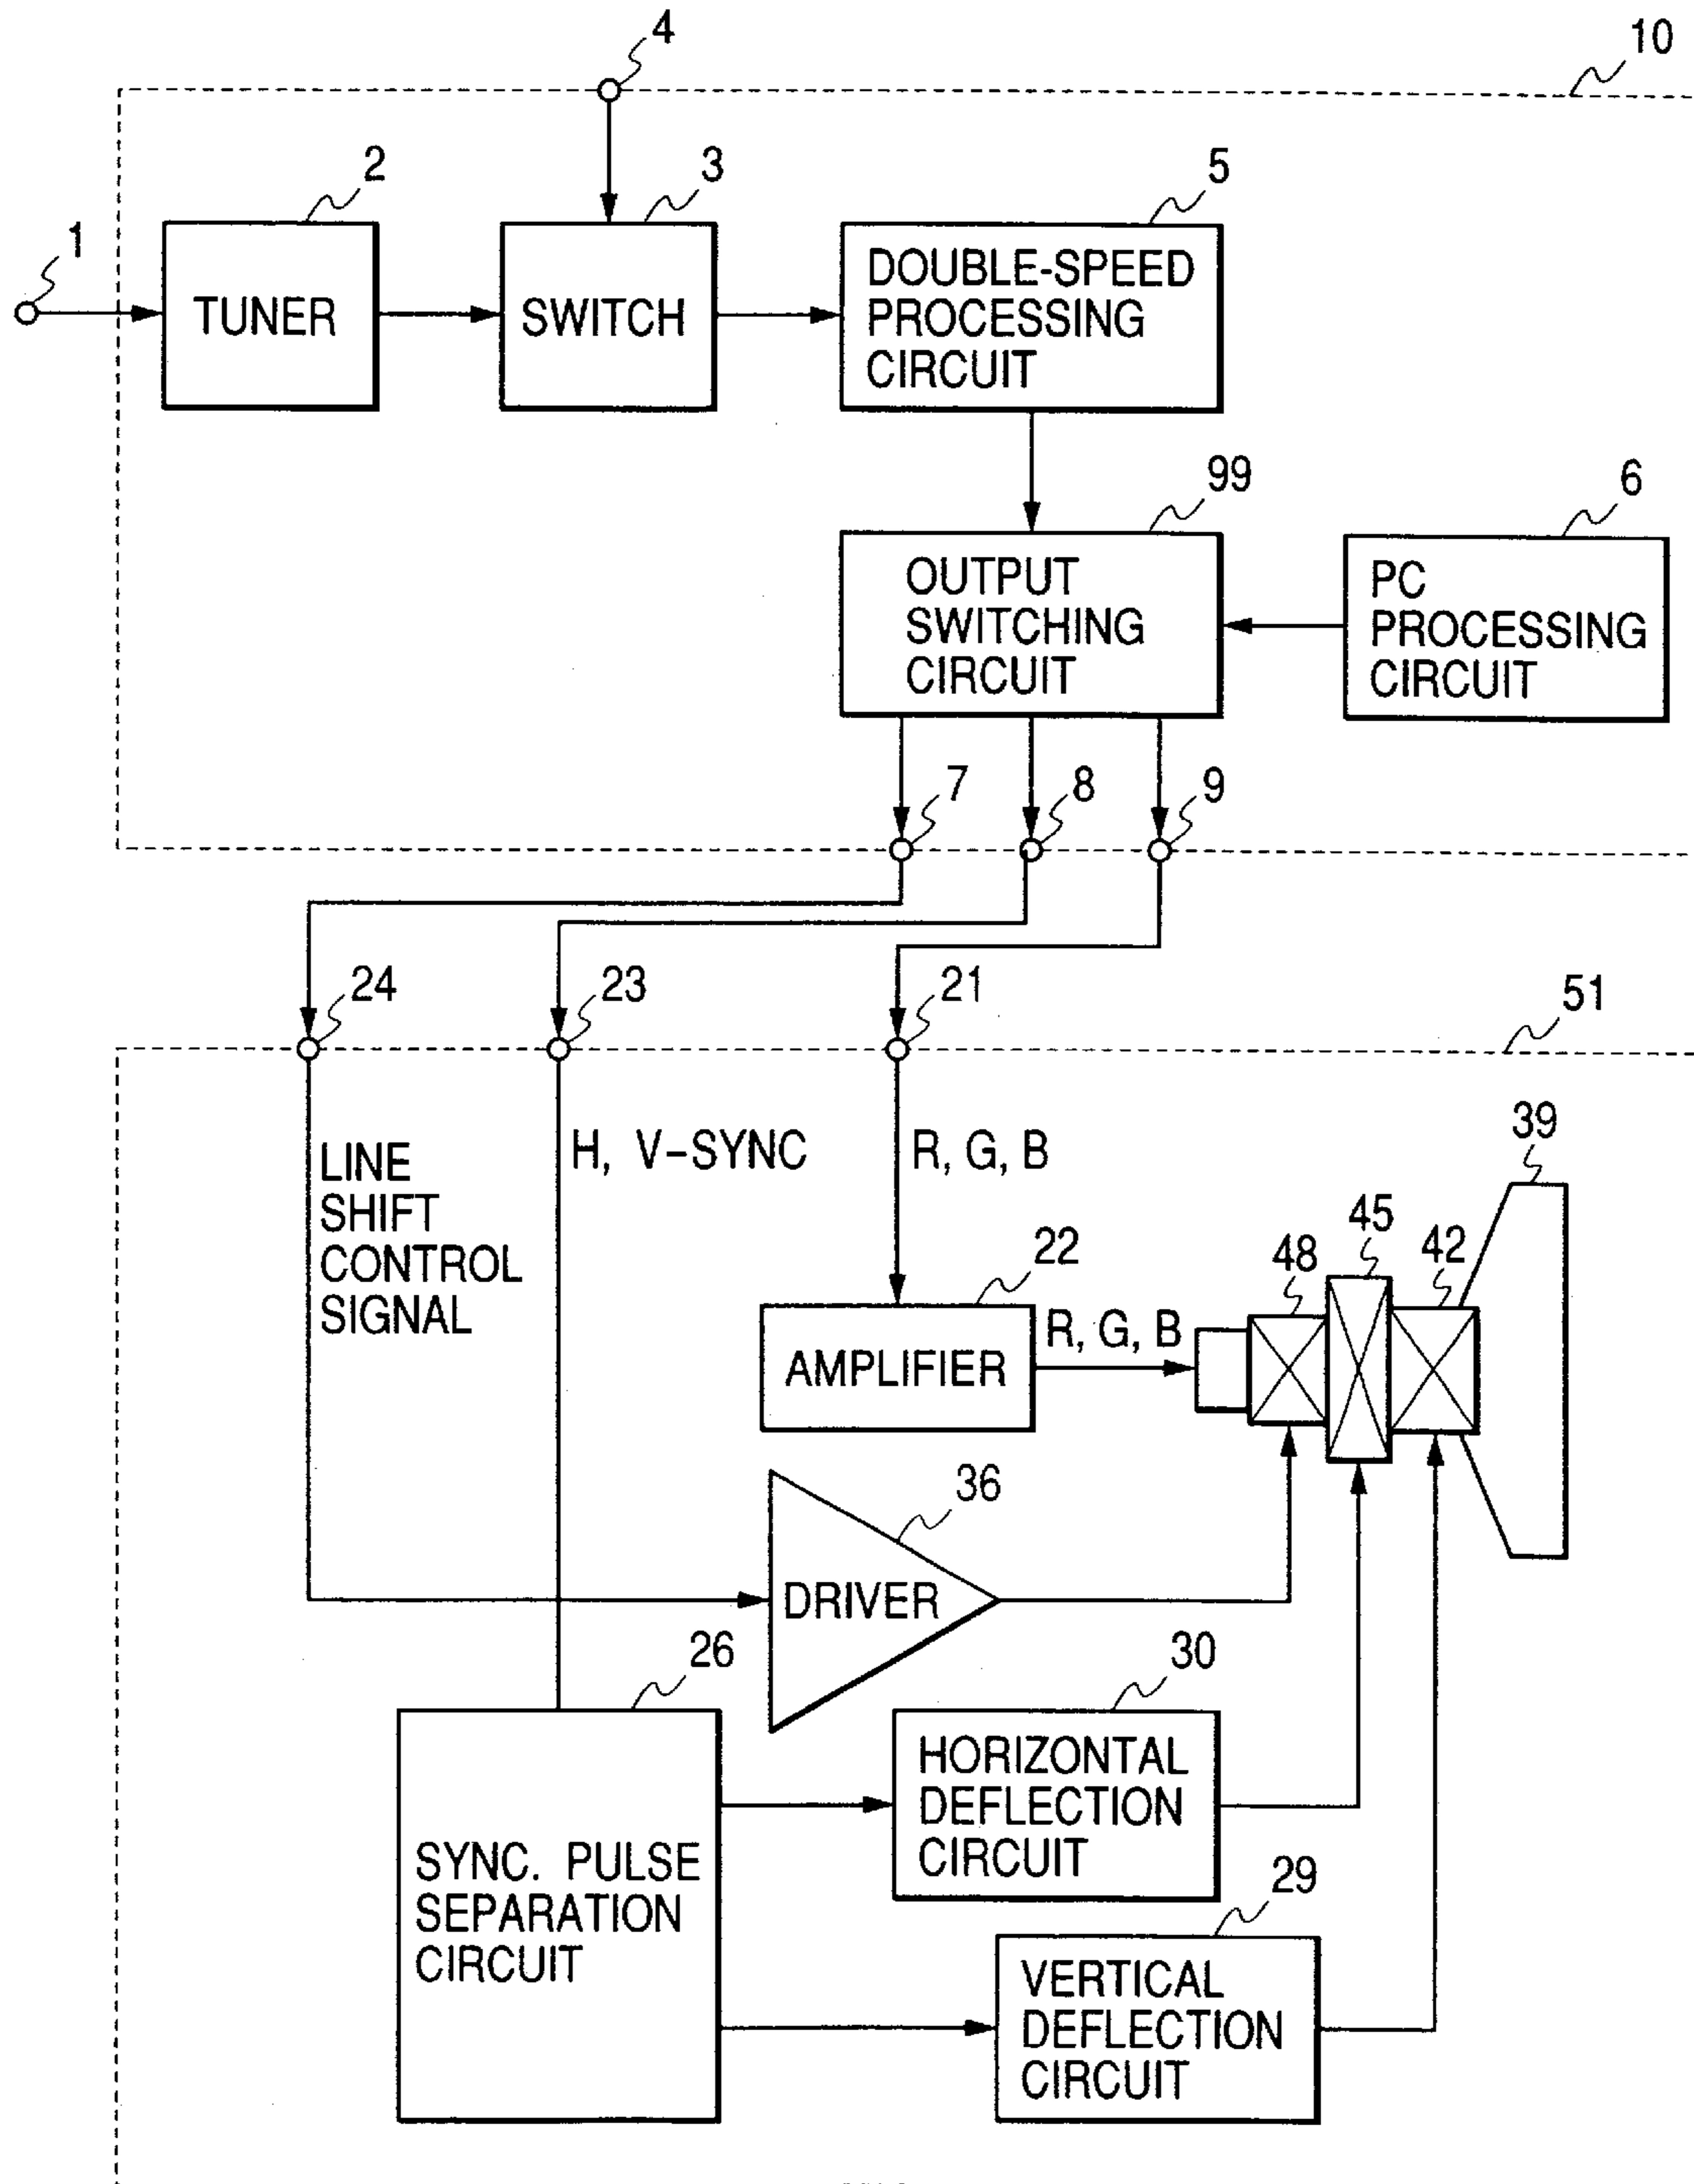 4
10
2
3
5
1
TUNER
SWITCH
DOUBLE-SPEED
PROCESSING
CIRCUIT
99
6
OUTPUT
SWITCHING
CIRCUIT
PC
PROCESSING
CIRCUIT
7
8
9
24
23
21
51
LINE
SHIFT
CONTROL
SIGNAL
H, V-SYNC
R, G, B
39
45
48
42
22
AMPLIFIER
R, G, B
36
DRIVER
26
30
SYNC. PULSE
SEPARATION
CIRCUIT
HORIZONTAL
DEFLECTION
CIRCUIT
29
VERTICAL
DEFLECTION
CIRCUIT